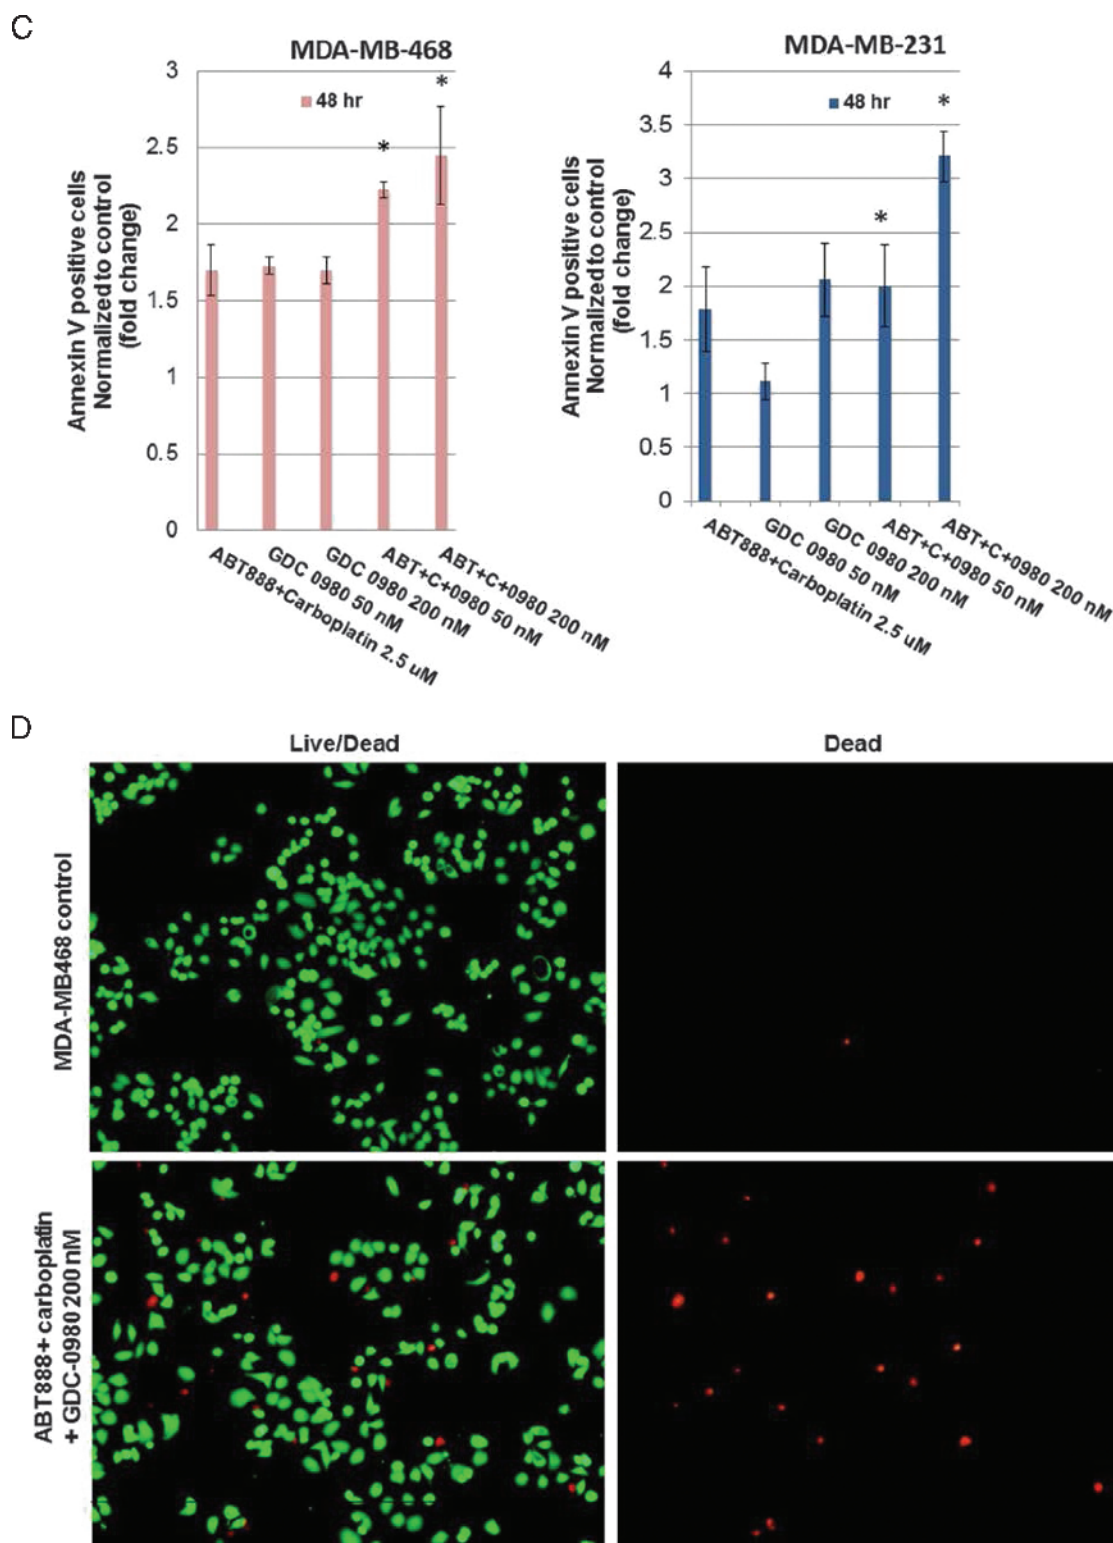 C
MDA-MB-468
3
2.5
2
1.5
1
0.5
0
48 hr
*
*
Annexin V positive cells
Normalized to control
(fold change)
ABT888+Carboplatin 2.5 uM
GDC 0980 50 nM
GDC 0980 200 nM
ABT+C+0980 50 nM
ABT+C+0980 200 nM
MDA-MB-231
4
3.5
3
2.5
2
1.5
1
0.5
0
48 hr
*
*
Annexin V positive cells
Normalized to control
(fold change)
ABT888+Carboplatin 2.5 uM
GDC 0980 50 nM
GDC 0980 200 nM
ABT+C+0980 50 nM
ABT+C+0980 200 nM
D
Live/Dead
Dead
MDA-MB468 control
ABT888+ carboplatin
+ GDC-0980 200 nM